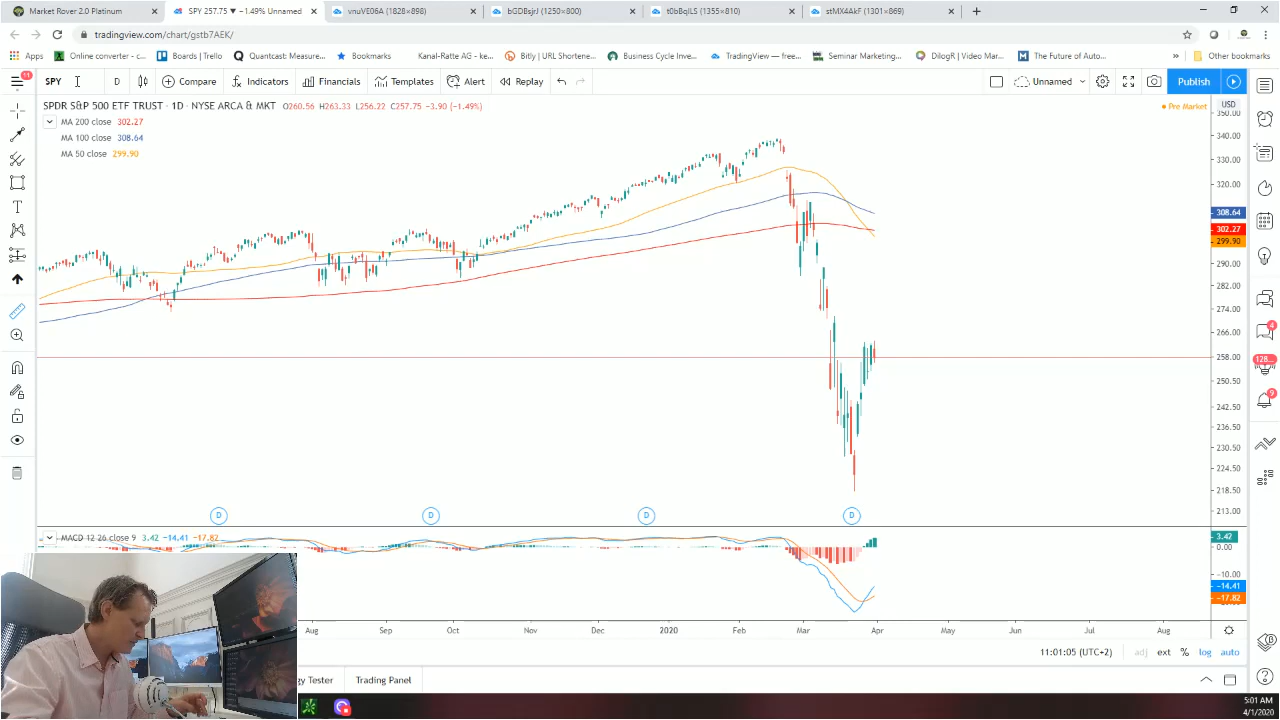 Market Rover 2.0 Platinum
SPY 257.75 ▼ −1.49% Unnamed
vnuVE06A (1828×898)
bGDBsjrJ (1250×800)
t0bBqILS (1355×810)
stMX4AkF (1301×869)
tradingview.com/chart/gstb7AEK/
Apps
Online converter - c...
Boards | Trello
Quantcast: Measure...
Bookmarks
Kanal-Ratte AG - ke...
Bitly | URL Shortene...
Business Cycle Inve...
TradingView — free...
Seminar Marketing...
DilogR | Video Mar...
The Future of Auto...
»
Other bookmarks
11
SPY
D
Compare
Indicators
Financials
Templates
Alert
Replay
Unnamed
Publish
SPDR S&P 500 ETF TRUST · 1D · NYSE ARCA & MKT O260.56 H263.33 L256.22 C257.75 −3.90 (−1.49%)
Pre Market
USD
MA 200 close 302.27
MA 100 close 308.64
MA 50 close 299.90
350.00
340.00
330.00
320.00
308.64
302.27
299.90
290.00
282.00
274.00
266.00
258.00
250.50
242.50
236.50
230.50
224.50
218.50
213.00
4
128...
9
D
D
D
D
MACD 12 26 close 9 3.42 −14.41 −17.82
3.42
0.00
−10.00
−14.41
−17.82
Aug
Sep
Oct
Nov
Dec
2020
Feb
Mar
Apr
May
Jun
Jul
Aug
11:01:05 (UTC+2)
adj
ext
%
log
auto
gy Tester
Trading Panel
5:01 AM
4/1/2020